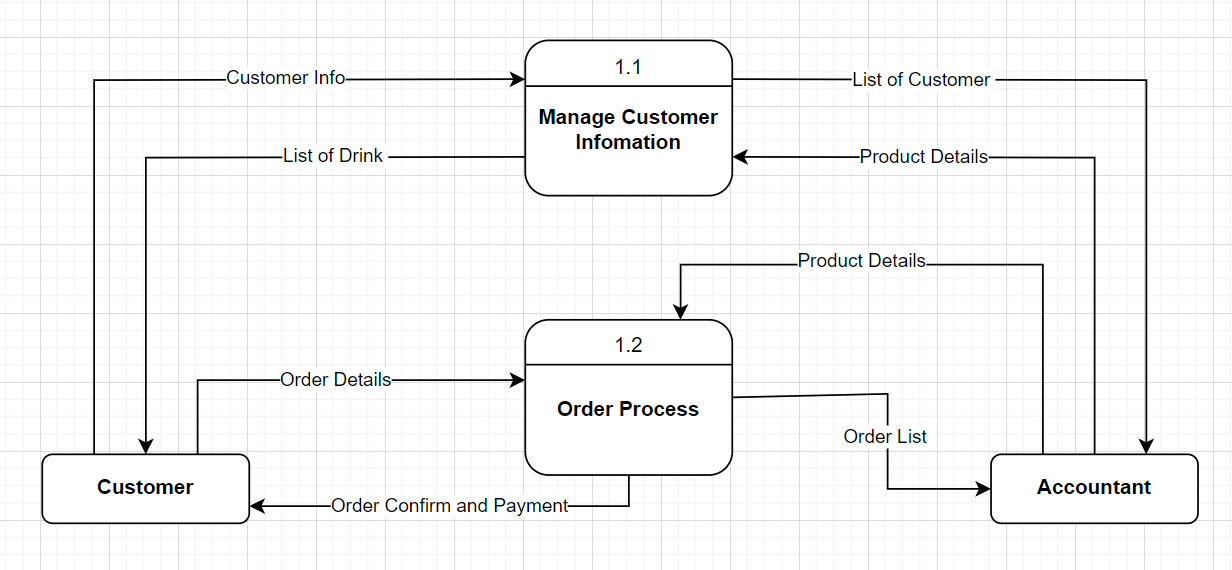 1.1
Customer Info
List of Customer
Manage Customer
Infomation
List of Drink
Product Details
Product Details
1.2
Order Details
Order Process
Order List
Customer
Accountant
Order Confirm and Payment